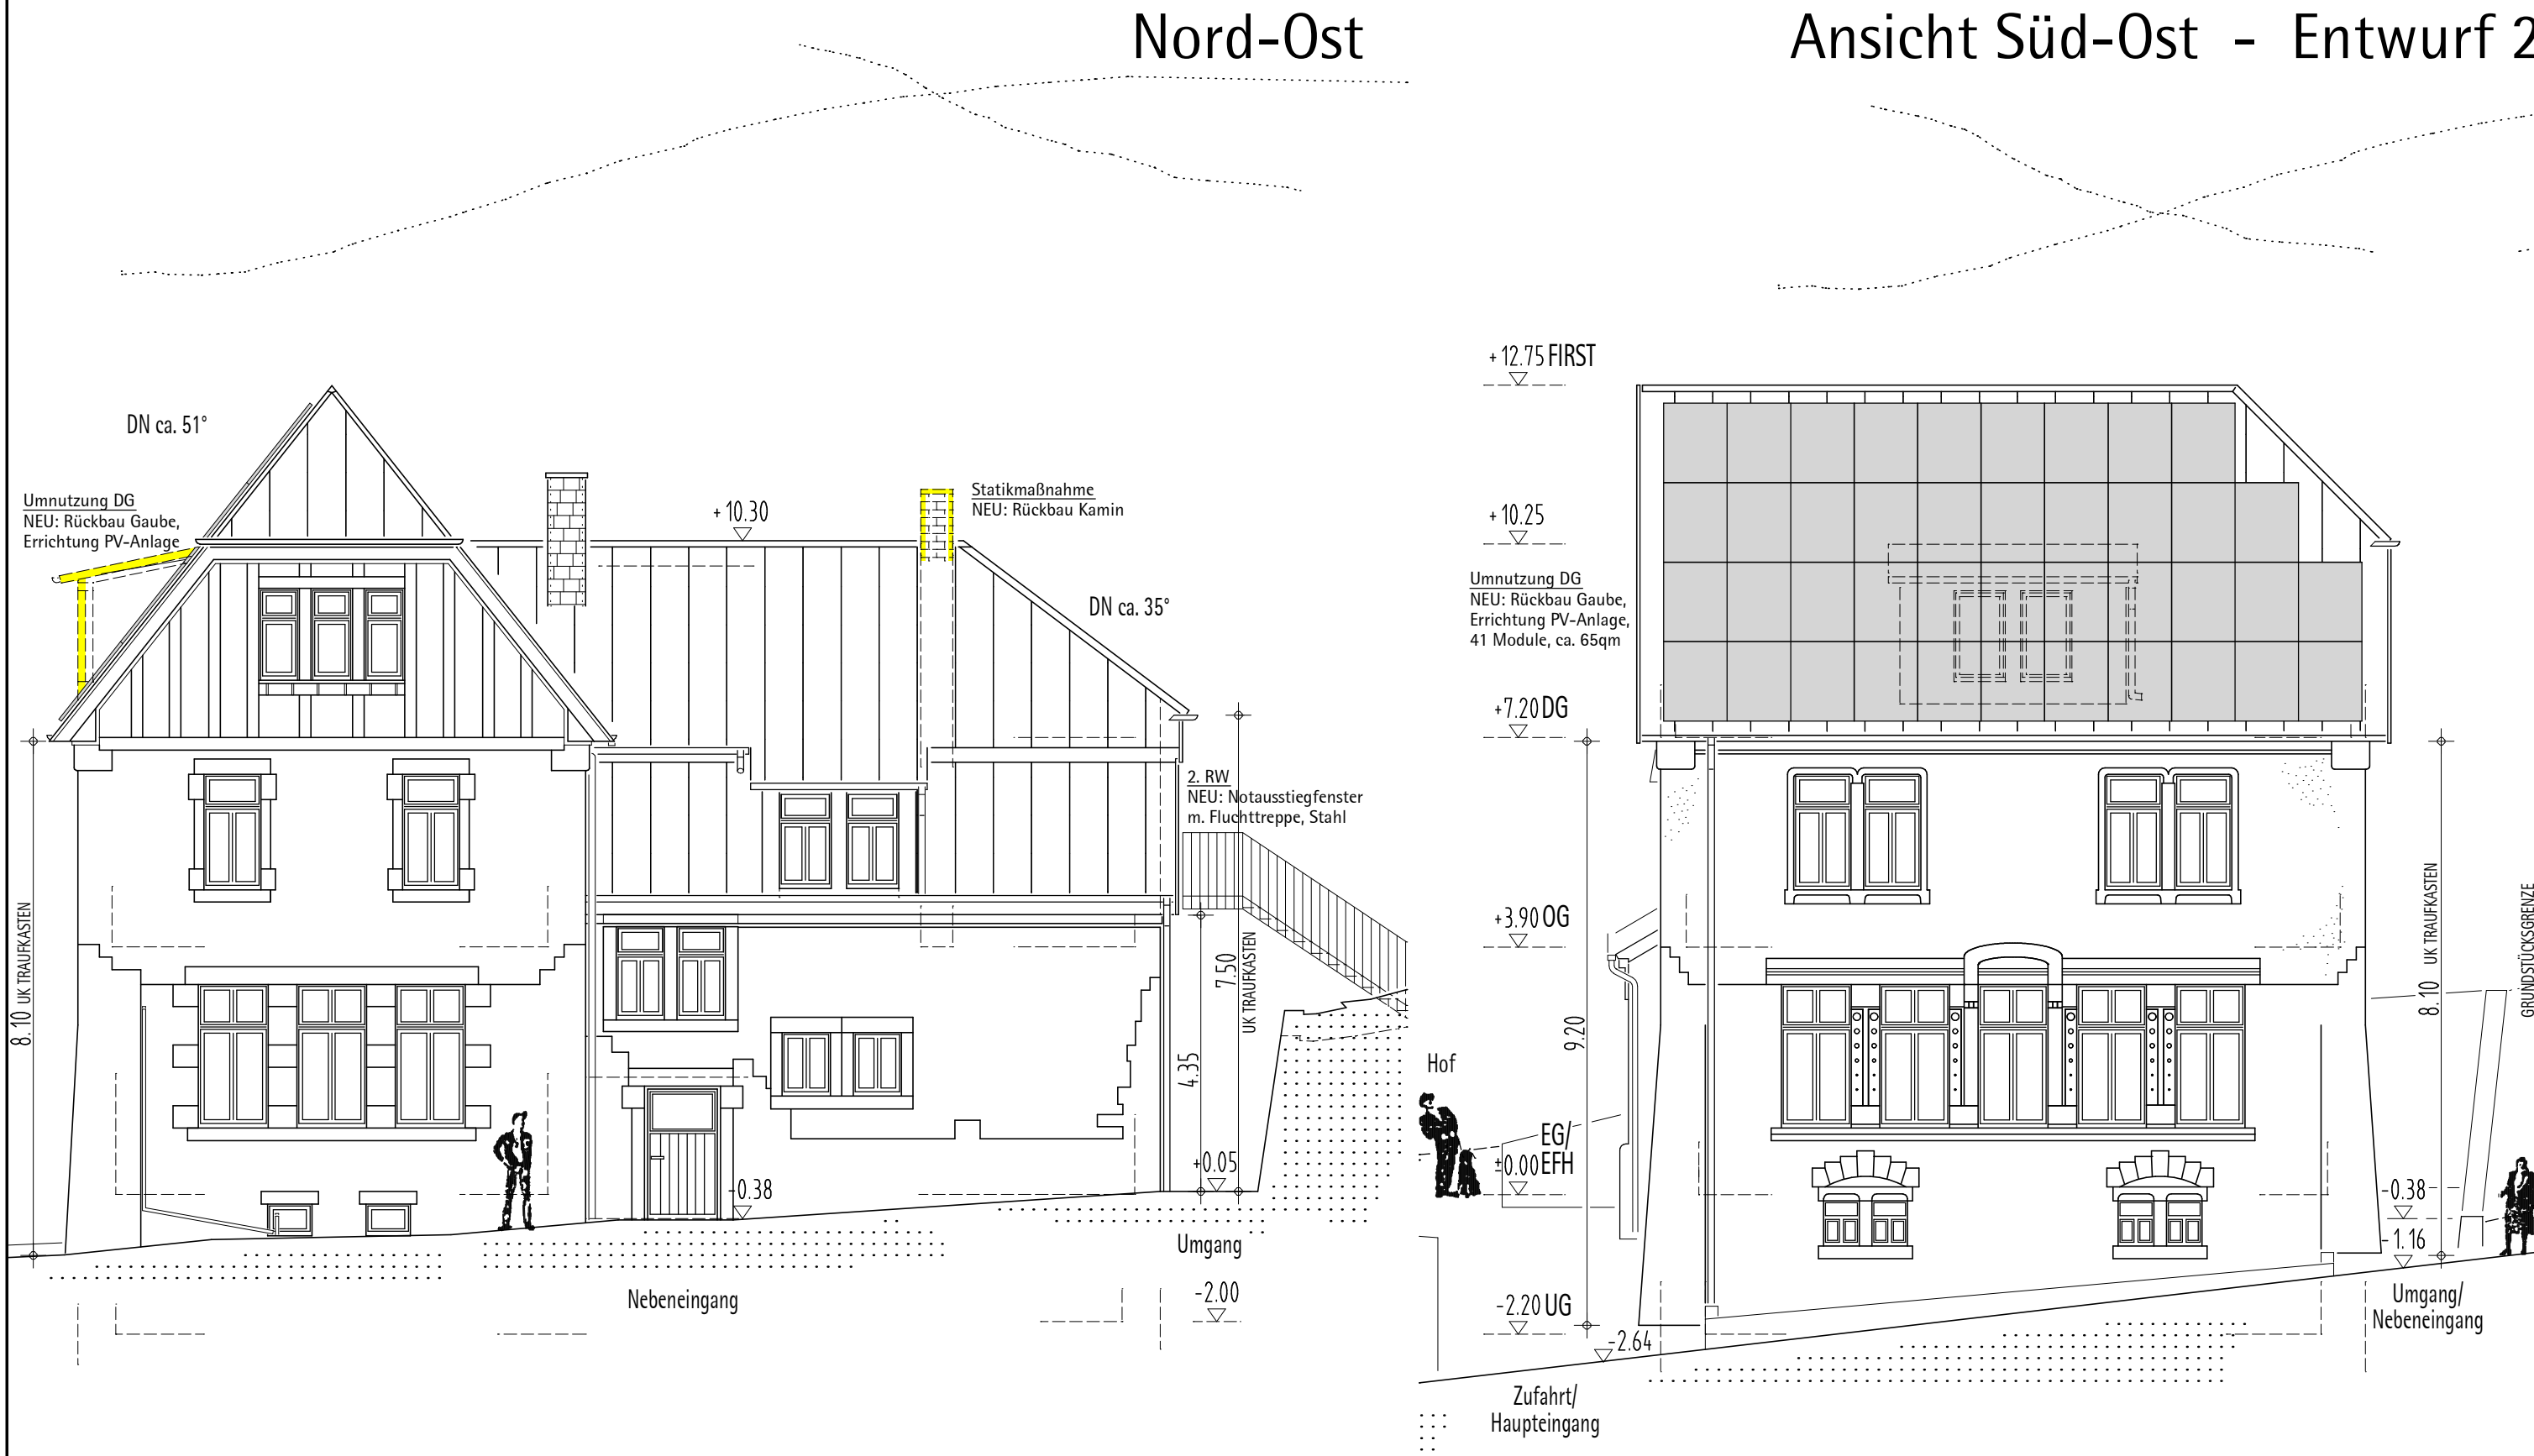 Nord-Ost
Ansicht Süd-Ost - Entwurf 2
DN ca. 51°
Umnutzung DG
NEU: Rückbau Gaube,
Errichtung PV-Anlage
+ 10.30
Statikmaßnahme
NEU: Rückbau Kamin
DN ca. 35°
2. RW
NEU: Notausstiegfenster
m. Fluchttreppe, Stahl
8.10 UK TRAUFKASTEN
7.50
UK TRAUFKASTEN
4.35
+0.05
-0.38
Umgang
-2.00
Nebeneingang
+ 12.75 FIRST
+ 10.25
Umnutzung DG
NEU: Rückbau Gaube,
Errichtung PV-Anlage,
41 Module, ca. 65qm
+7.20 DG
+3.90 OG
9.20
Hof
EG/
±0.00 EFH
-2.20 UG
-2.64
Zufahrt/
Haupteingang
8.10 UK TRAUFKASTEN
GRUNDSTÜCKSGRENZE
-0.38
-1.16
Umgang/
Nebeneingang